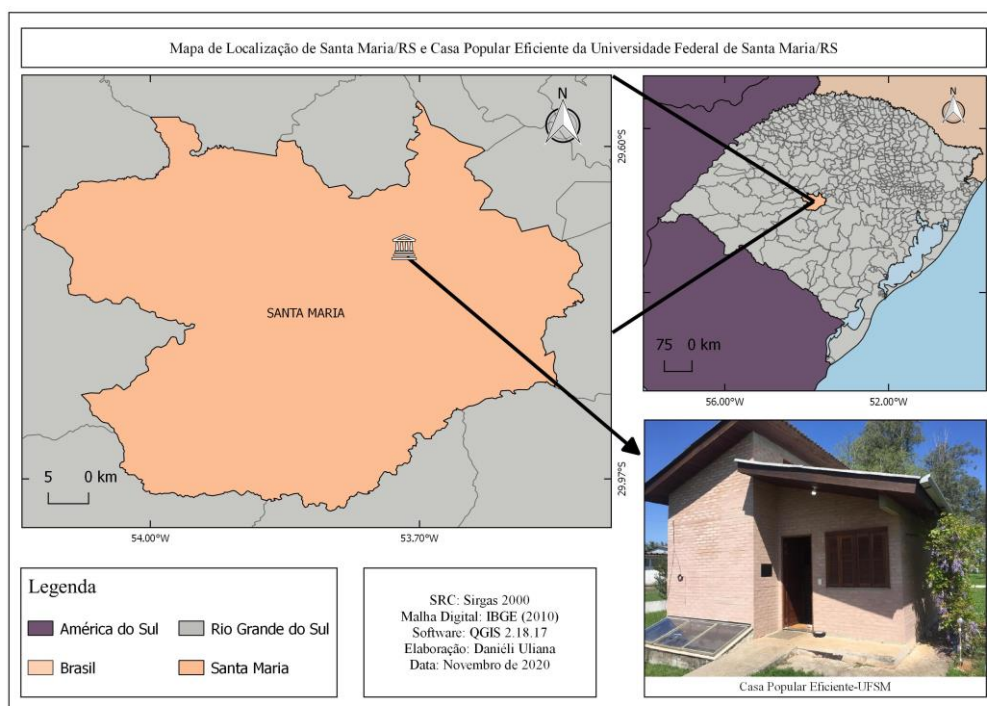 Mapa de Localização de Santa Maria/RS e Casa Popular Eficiente da Universidade Federal de Santa Maria/RS
N
29.60°S
SANTA MARIA
5 0 km
29.97°S
54.00°W 53.70°W
N
75 0 km
56.00°W 52.00°W
Legenda
América do Sul
Rio Grande do Sul
Brasil
Santa Maria
SRC: Sirgas 2000
Malha Digital: IBGE (2010)
Software: QGIS 2.18.17
Elaboração: Daniéli Uliana
Data: Novembro de 2020
Casa Popular Eficiente-UFSM